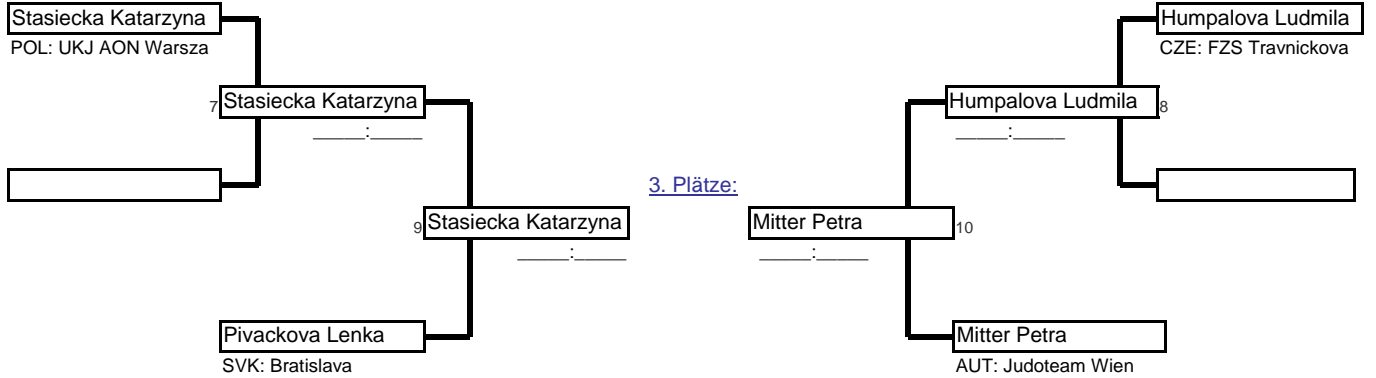 Stasiecka Katarzyna
Humpalova Ludmila
POL: UKJ AON Warsza
CZE: FZS Travnickova
7 Stasiecka Katarzyna
Humpalova Ludmila 8
_____:_____
_____:_____
3. Plätze:
9 Stasiecka Katarzyna
Mitter Petra 10
_____:_____
_____:_____
Pivackova Lenka
Mitter Petra
SVK: Bratislava
AUT: Judoteam Wien